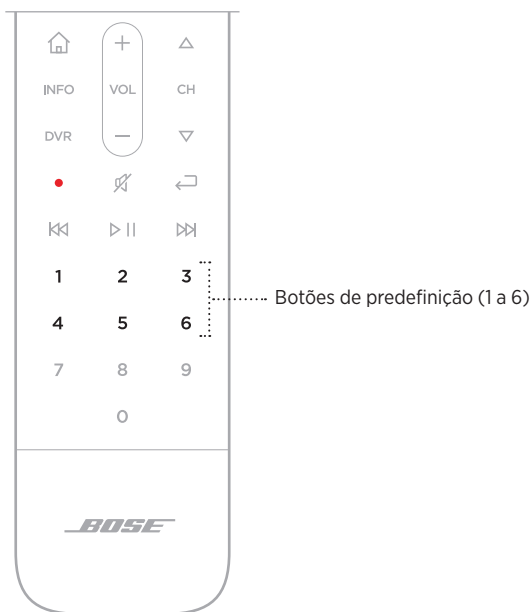 INFO VOL CH
DVR
1 2 3
Botões de predefinição (1 a 6)
4 5 6
7 8 9
0
BOSE